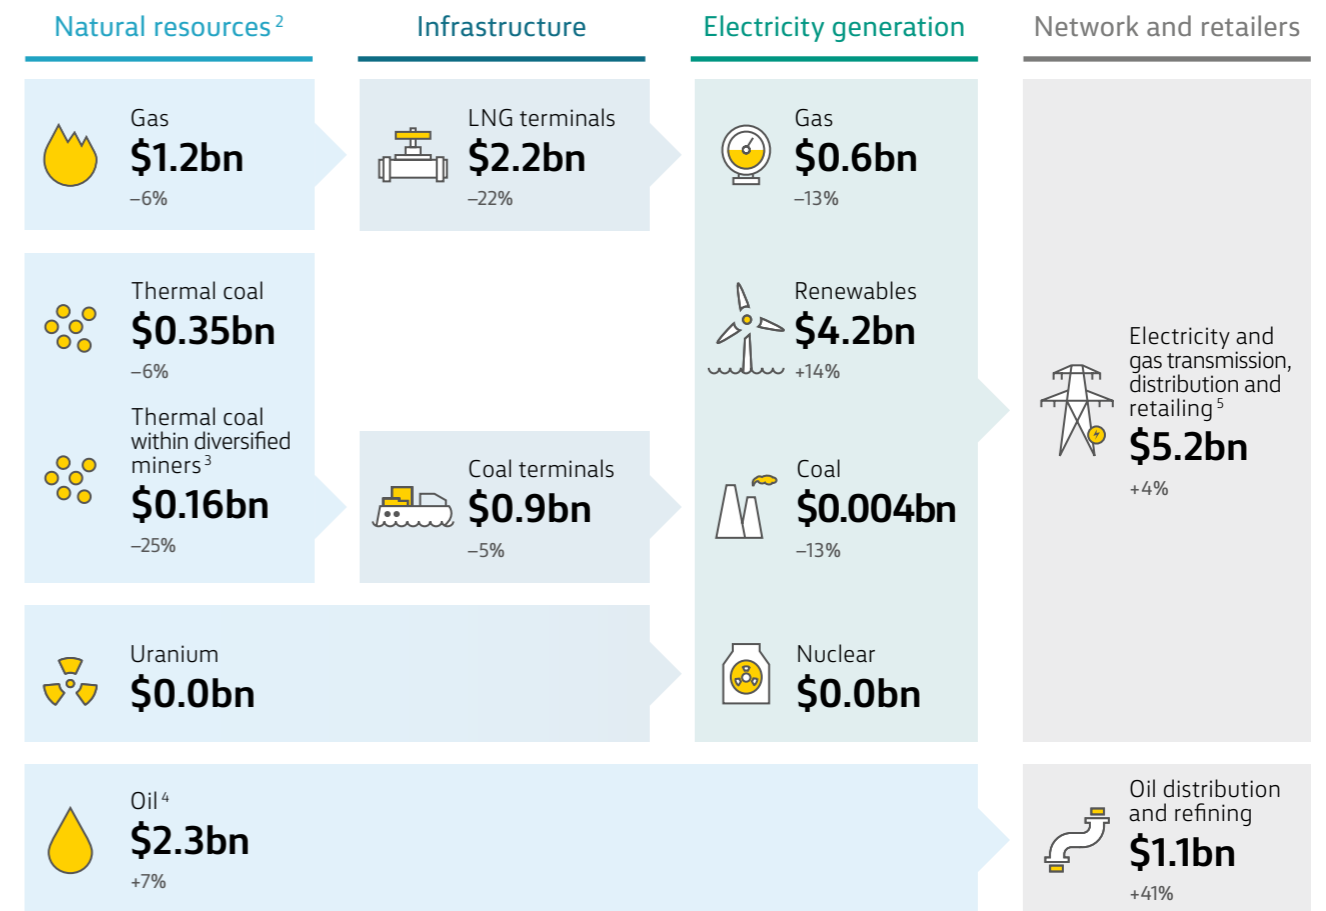 Natural resources 2
Infrastructure
Electricity generation
Network and retailers
Gas
$1.2bn
–6%
LNG terminals
$2.2bn
–22%
Gas
$0.6bn
–13%
Thermal coal
$0.35bn
–6%
Thermal coal
within diversified
miners 3
$0.16bn
–25%
Coal terminals
$0.9bn
–5%
Renewables
$4.2bn
+14%
Coal
$0.004bn
–13%
Electricity and
gas transmission,
distribution and
retailing 5
$5.2bn
+4%
Uranium
$0.0bn
Nuclear
$0.0bn
Oil 4
$2.3bn
+7%
Oil distribution
and refining
$1.1bn
+41%